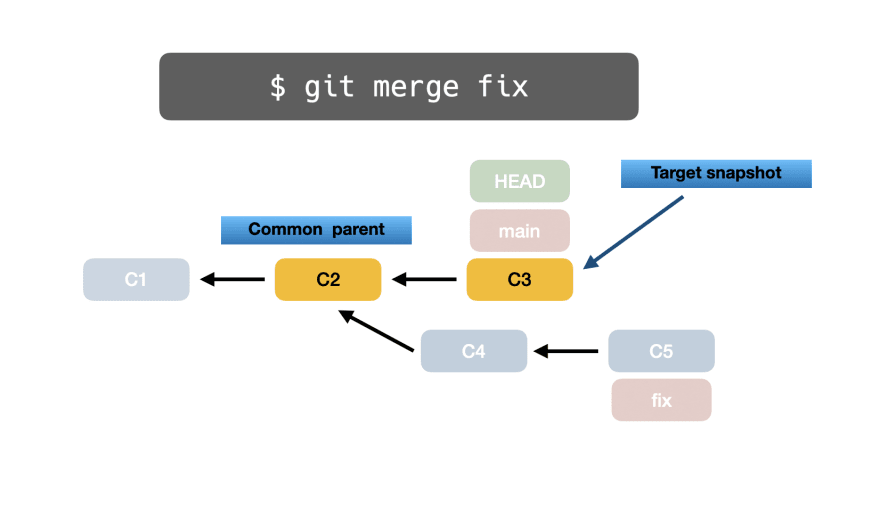 $ git merge fix
HEAD
Target snapshot
main
Common parent
C1
C2
C3
C4
C5
fix